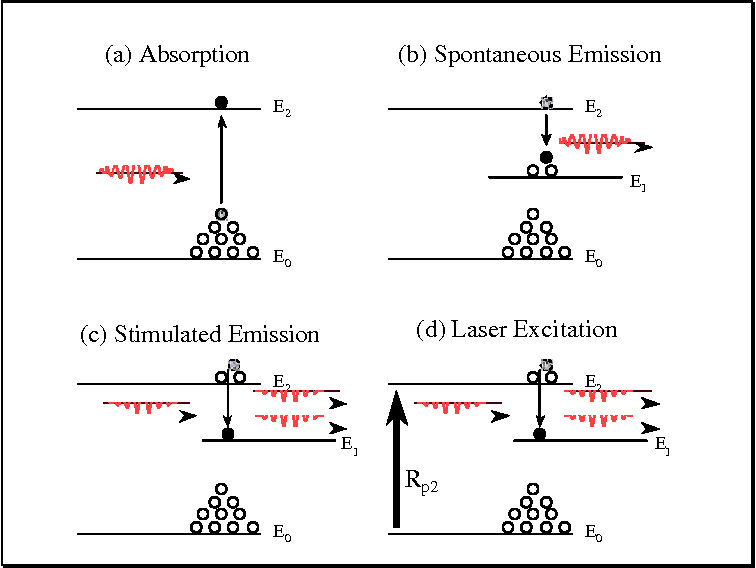 (a) Absorption
(b) Spontaneous Emission
E2
E2
E1
E0
E0
(c) Stimulated Emission
(d) Laser Excitation
E2
E2
E1
E1
Rp2
E0
E0